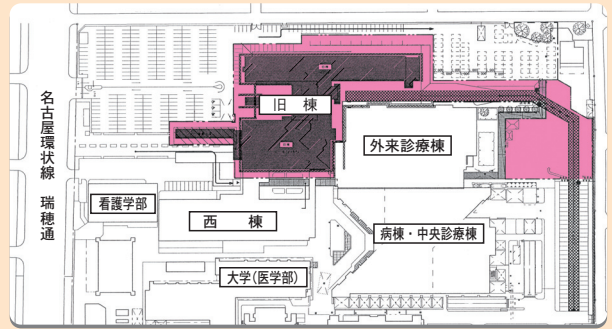 名古屋環状線 瑞穂通
旧棟
外来診療棟
看護学部
西棟
病棟・中央診療棟
大学(医学部)